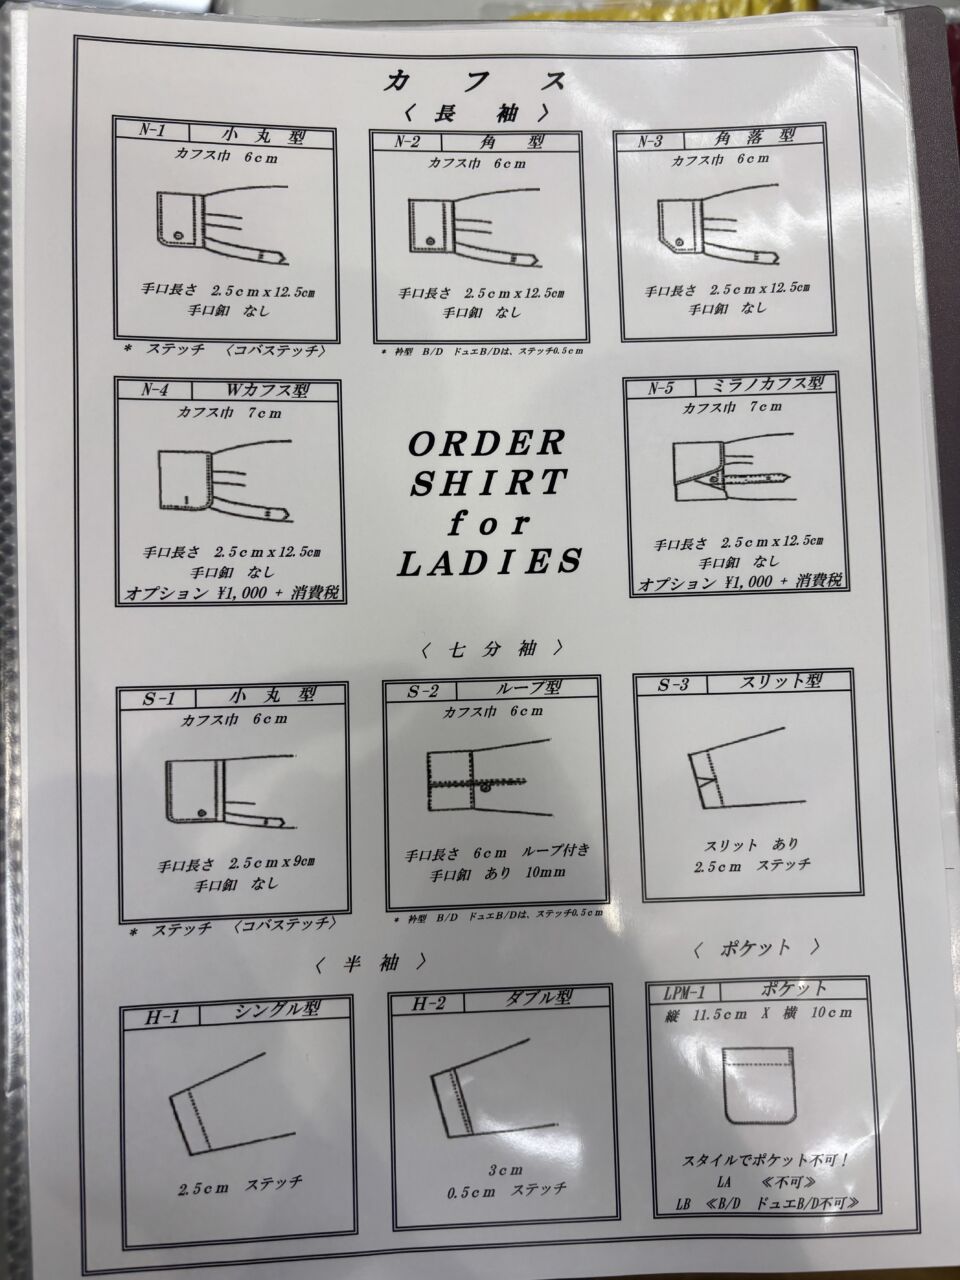 カフス
〈 長 袖 〉
N-1 小 丸 型
カフス巾 6cm
手口長さ 2.5cmx12.5cm
手口釦 なし
* ステッチ 〈コバステッチ〉
N-2 角 型
カフス巾 6cm
手口長さ 2.5cmx12.5cm
手口釦 なし
* 衿型 B/D ドュエB/Dは、ステッチ0.5cm
N-3 角 落 型
カフス巾 6cm
手口長さ 2.5cmx12.5cm
手口釦 なし
N-4 Wカフス型
カフス巾 7cm
手口長さ 2.5cmx12.5cm
手口釦 なし
オプション ¥1,000 + 消費税
ORDER
SHIRT
for
LADIES
N-5 ミラノカフス型
カフス巾 7cm
手口長さ 2.5cmx12.5cm
手口釦 なし
オプション ¥1,000 + 消費税
〈 七 分 袖 〉
S-1 小 丸 型
カフス巾 6cm
手口長さ 2.5cmx9cm
手口釦 なし
* ステッチ 〈コバステッチ〉
S-2 ループ型
カフス巾 6cm
手口長さ 6cm ループ付き
手口釦 あり 10mm
* 衿型 B/D ドュエB/Dは、ステッチ0.5cm
S-3 スリット型
スリット あり
2.5cm ステッチ
〈 半 袖 〉
H-1 シングル型
2.5cm ステッチ
H-2 ダブル型
3cm
0.5cm ステッチ
〈 ポケット 〉
LPM-1 ポケット
縦 11.5cm X 横 10cm
スタイルでポケット不可！
LA ≪不可≫
LB ≪B/D ドュエB/D不可≫